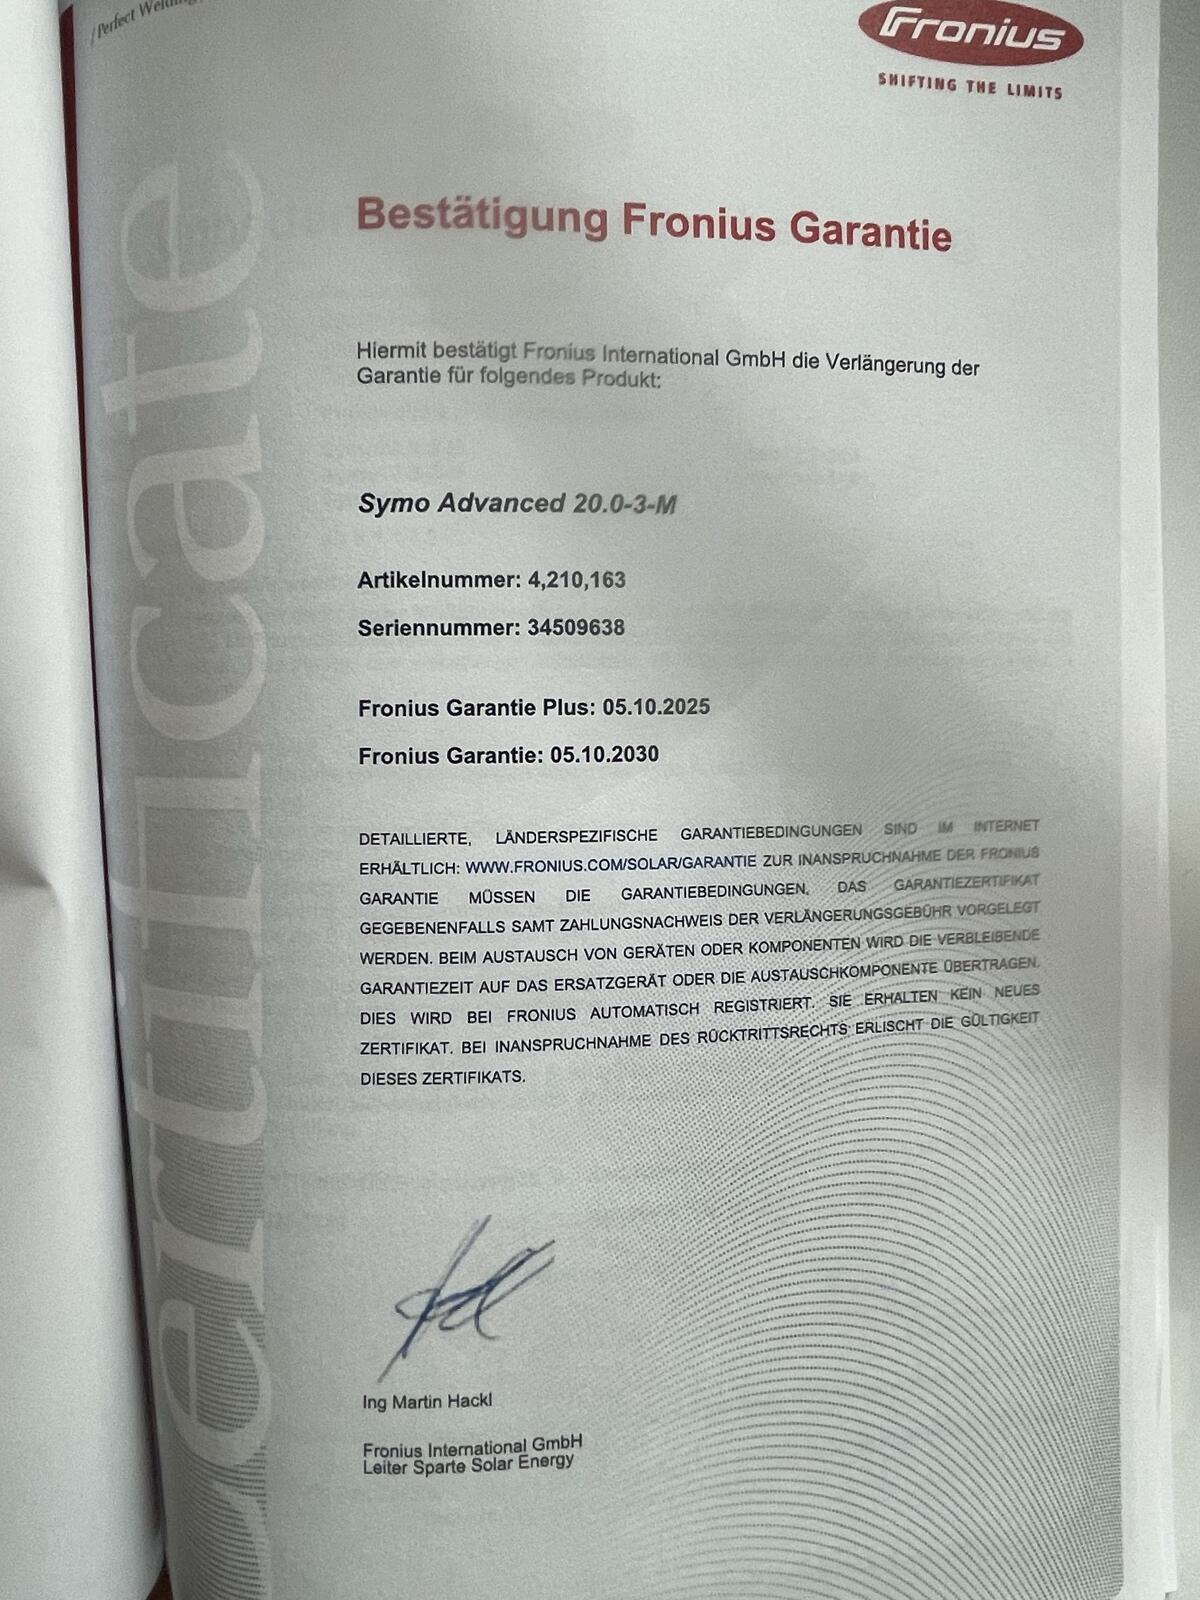 / Perfect Welding
Fronius
SHIFTING THE LIMITS
certificate
Bestätigung Fronius Garantie
Hiermit bestätigt Fronius International GmbH die Verlängerung der
Garantie für folgendes Produkt:
Symo Advanced 20.0-3-M
Artikelnummer: 4,210,163
Seriennummer: 34509638
Fronius Garantie Plus: 05.10.2025
Fronius Garantie: 05.10.2030
DETAILLIERTE, LÄNDERSPEZIFISCHE GARANTIEBEDINGUNGEN SIND IM INTERNET
ERHÄLTLICH: WWW.FRONIUS.COM/SOLAR/GARANTIE ZUR INANSPRUCHNAHME DER FRONIUS
GARANTIE MÜSSEN DIE GARANTIEBEDINGUNGEN, DAS GARANTIEZERTIFIKAT
GEGEBENENFALLS SAMT ZAHLUNGSNACHWEIS DER VERLÄNGERUNGSGEBÜHR VORGELEGT
WERDEN. BEIM AUSTAUSCH VON GERÄTEN ODER KOMPONENTEN WIRD DIE VERBLEIBENDE
GARANTIEZEIT AUF DAS ERSATZGERÄT ODER DIE AUSTAUSCHKOMPONENTE ÜBERTRAGEN.
DIES WIRD BEI FRONIUS AUTOMATISCH REGISTRIERT. SIE ERHALTEN KEIN NEUES
ZERTIFIKAT. BEI INANSPRUCHNAHME DES RÜCKTRITTSRECHTS ERLISCHT DIE GÜLTIGKEIT
DIESES ZERTIFIKATS.
Ing Martin Hackl
Fronius International GmbH
Leiter Sparte Solar Energy